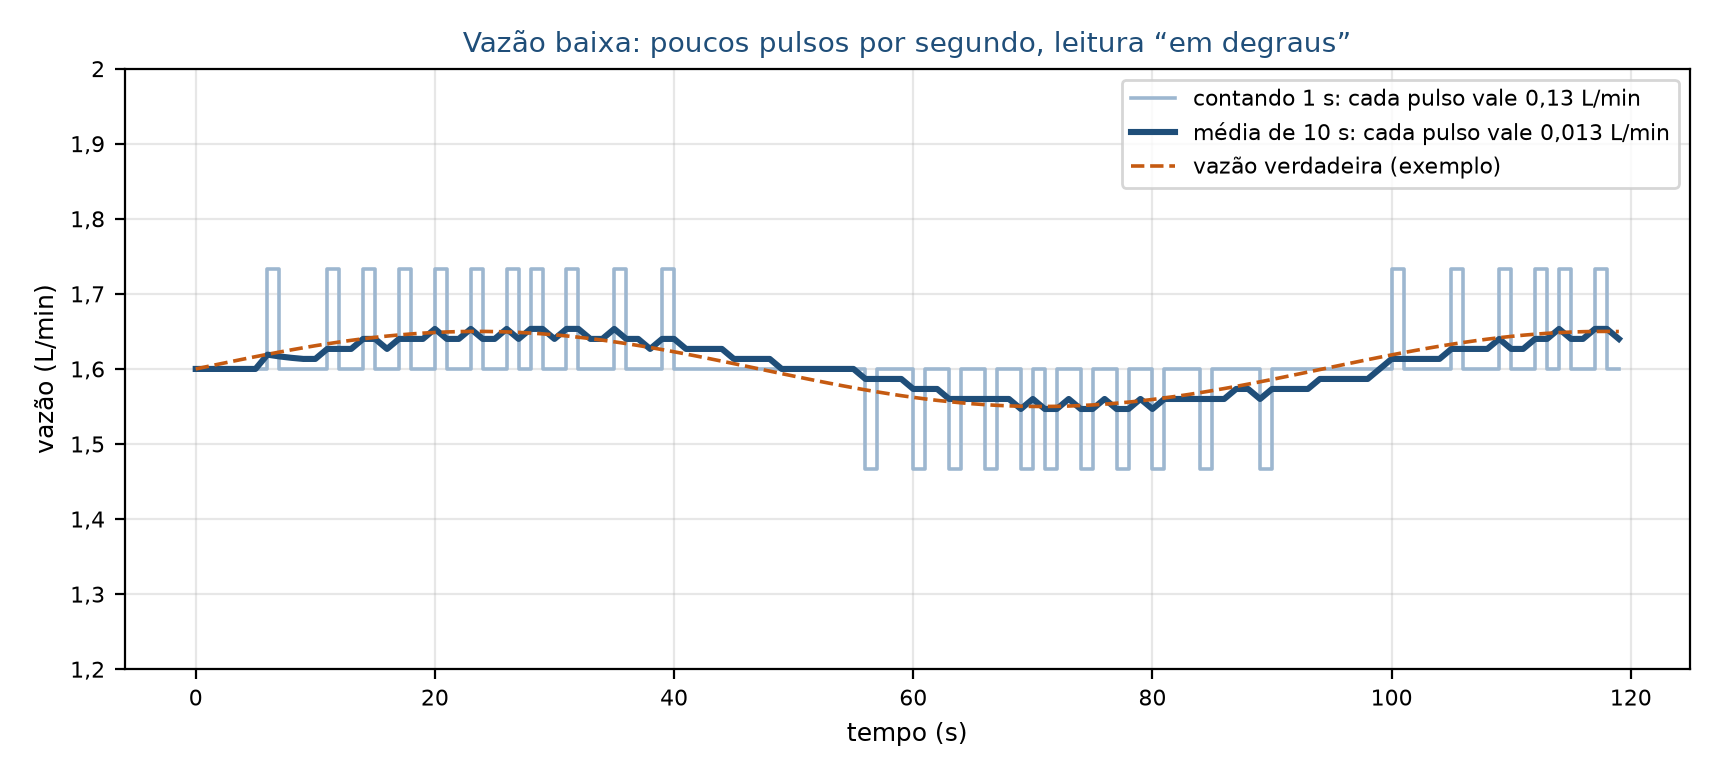 Vazão baixa: poucos pulsos por segundo, leitura “em degraus”
2
1,9
1,8
1,7
1,6
1,5
1,4
1,3
1,2
vazão (L/min)
contando 1 s: cada pulso vale 0,13 L/min
média de 10 s: cada pulso vale 0,013 L/min
vazão verdadeira (exemplo)
0 20 40 60 80 100 120
tempo (s)